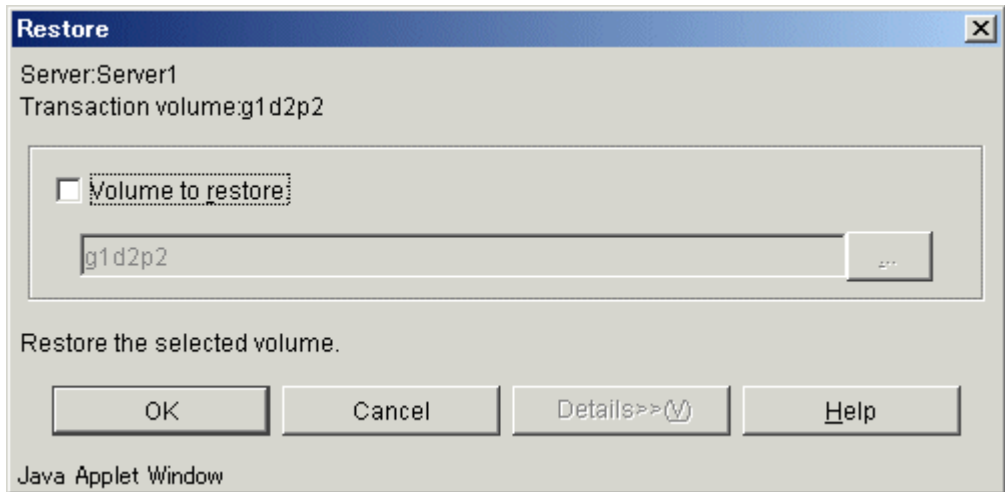 Restore
Server:Server1
Transaction volume:g1d2p2
Volume to restore
g1d2p2
...
Restore the selected volume.
OK Cancel Details>>(V) Help
Java Applet Window